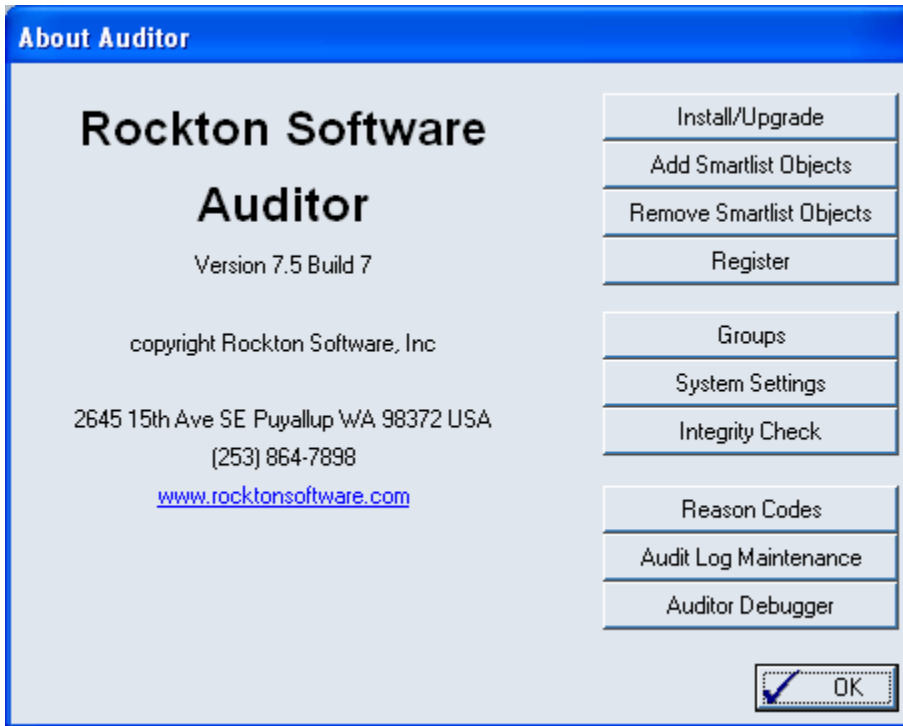 About Auditor
Rockton Software
Auditor
Version 7.5 Build 7
copyright Rockton Software, Inc
2645 15th Ave SE Puyallup WA 98372 USA
(253) 864-7898
www.rocktonsoftware.com
Install/Upgrade
Add Smartlist Objects
Remove Smartlist Objects
Register
Groups
System Settings
Integrity Check
Reason Codes
Audit Log Maintenance
Auditor Debugger
OK